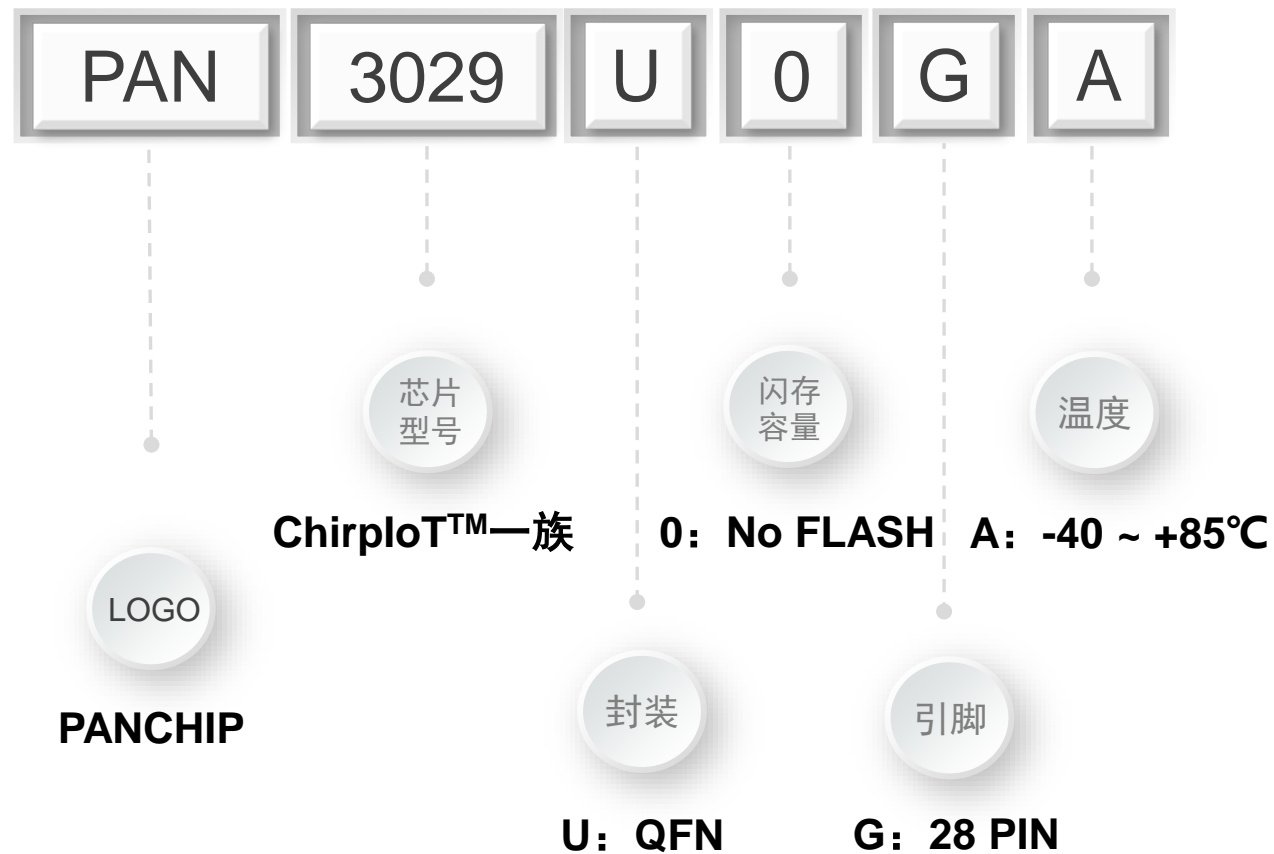 PAN 3029 U 0 G A
芯片
型号
闪存
容量
温度
ChirpIoT™一族
0：No FLASH
A：-40 ~ +85℃
LOGO
PANCHIP
封装
引脚
U：QFN
G：28 PIN